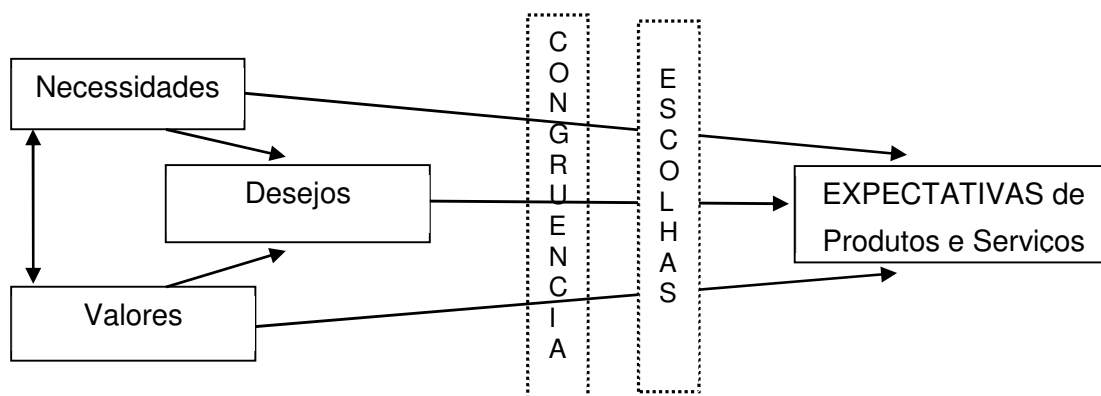 Necessidades
Desejos
Valores
CONGRUENCIA
ESCOLHAS
EXPECTATIVAS de
Produtos e Serviços